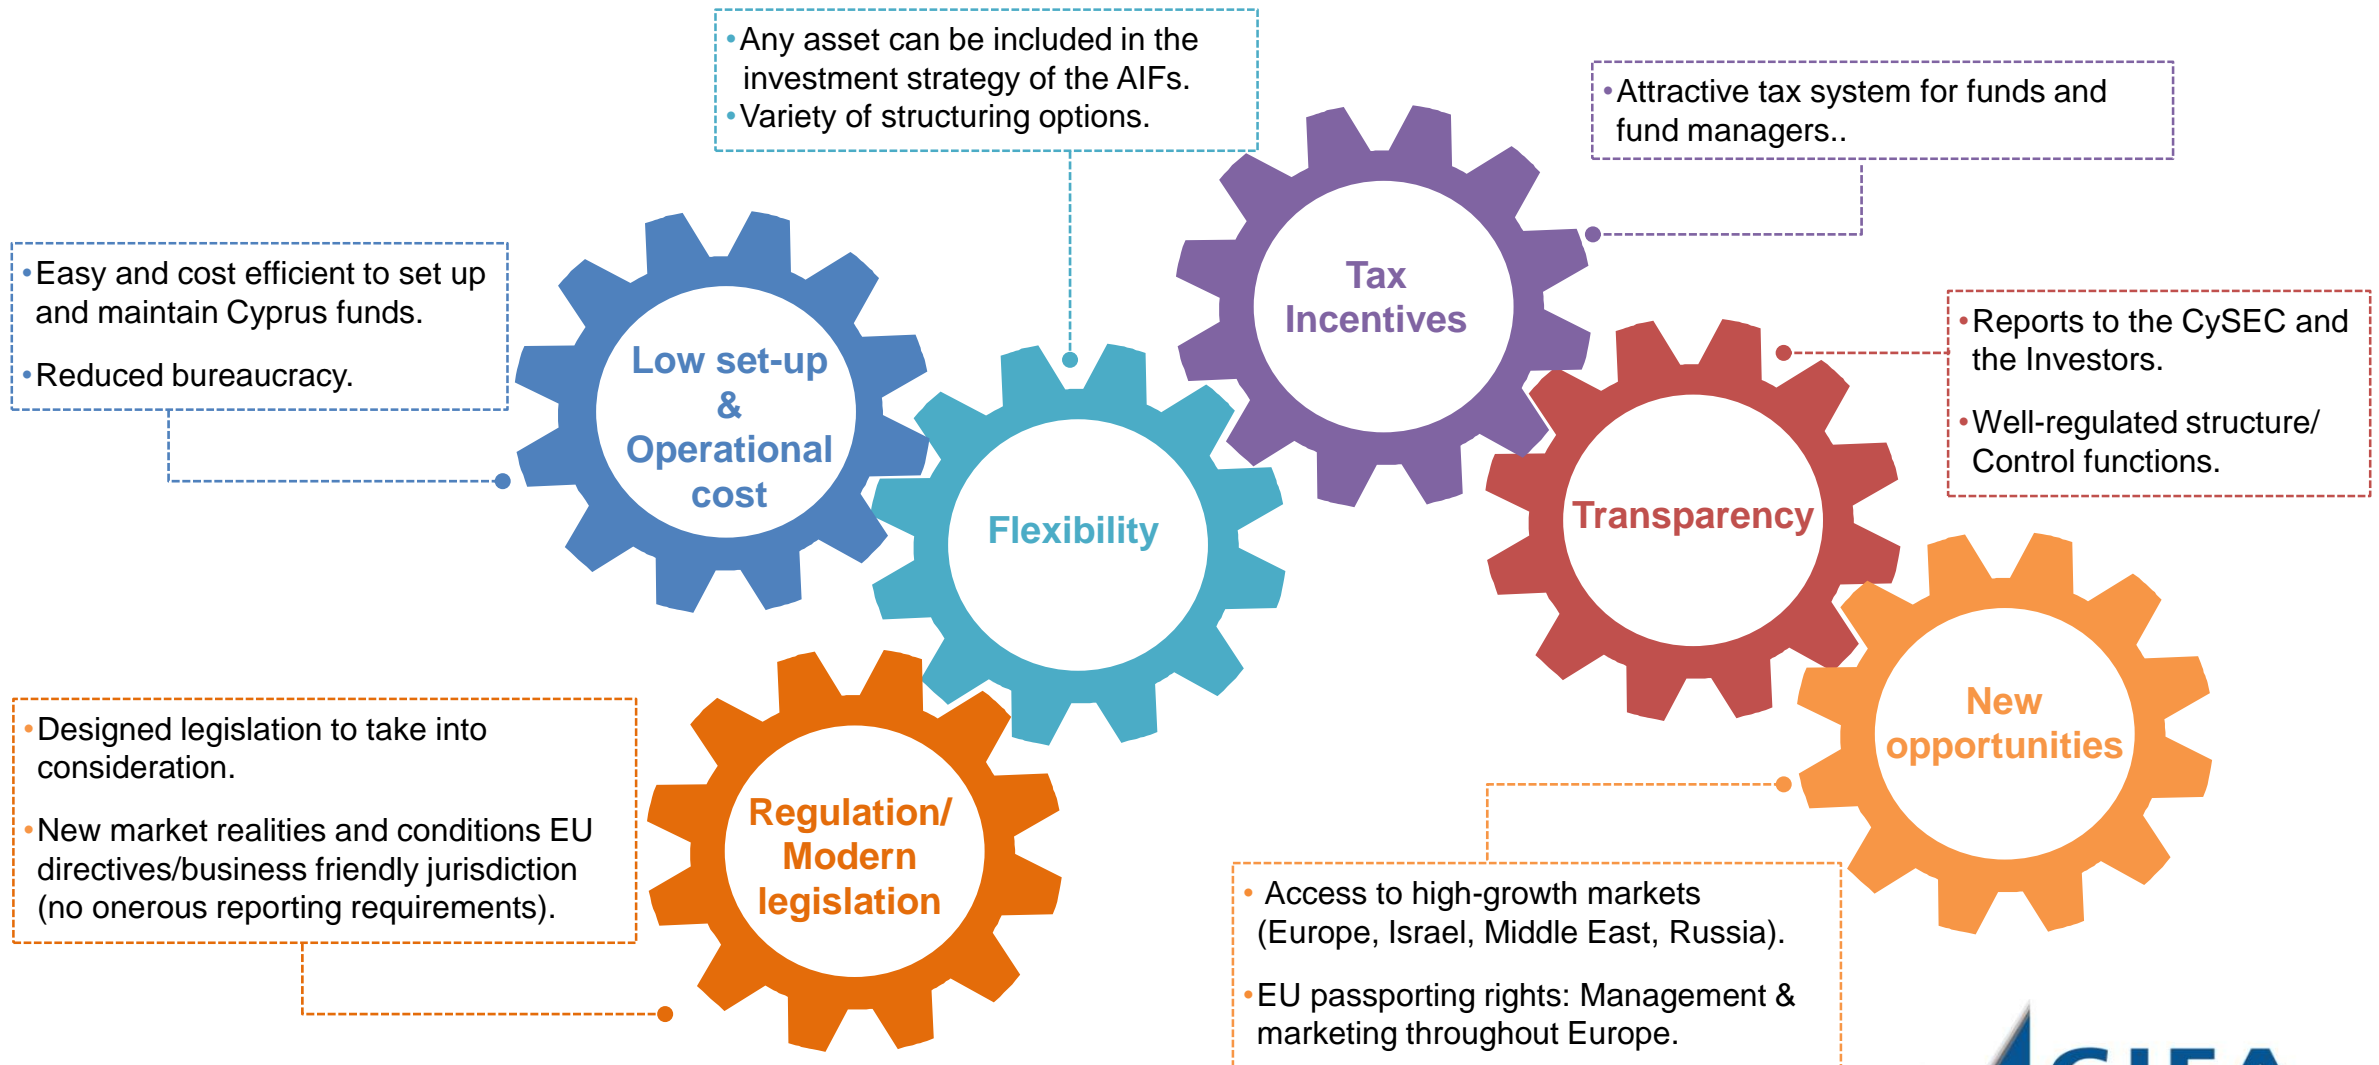 •Any asset can be included in the
investment strategy of the AIFs.
•Variety of structuring options.
•Attractive tax system for funds and
fund managers..
•Easy and cost efficient to set up
and maintain Cyprus funds.
•Reduced bureaucracy.
Low set-up
&
Operational
cost
Flexibility
Tax
Incentives
•Reports to the CySEC and
the Investors.
•Well-regulated structure/
Control functions.
Transparency
•Designed legislation to take into
consideration.
•New market realities and conditions EU
directives/business friendly jurisdiction
(no onerous reporting requirements).
Regulation/
Modern
legislation
New
opportunities
• Access to high-growth markets
(Europe, Israel, Middle East, Russia).
•EU passporting rights: Management &
marketing throughout Europe.